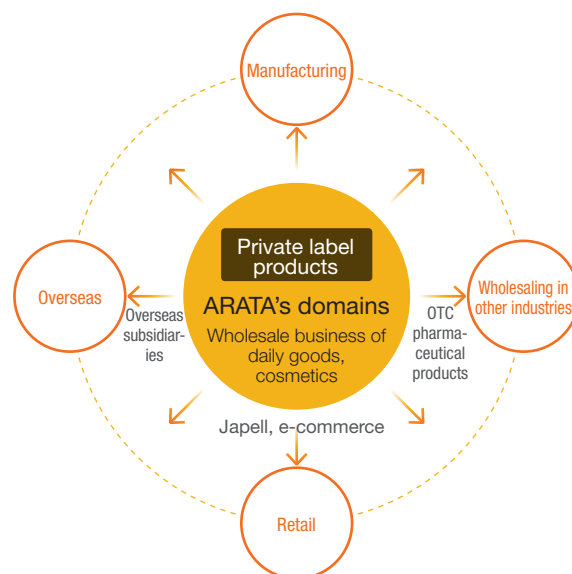 Manufacturing
Private label
products
ARATA's domains
Wholesale business of
daily goods,
cosmetics
Overseas
Overseas
subsidiar-
ies
Wholesaling in
other industries
OTC
pharma-
ceutical
products
Japell, e-commerce
Retail